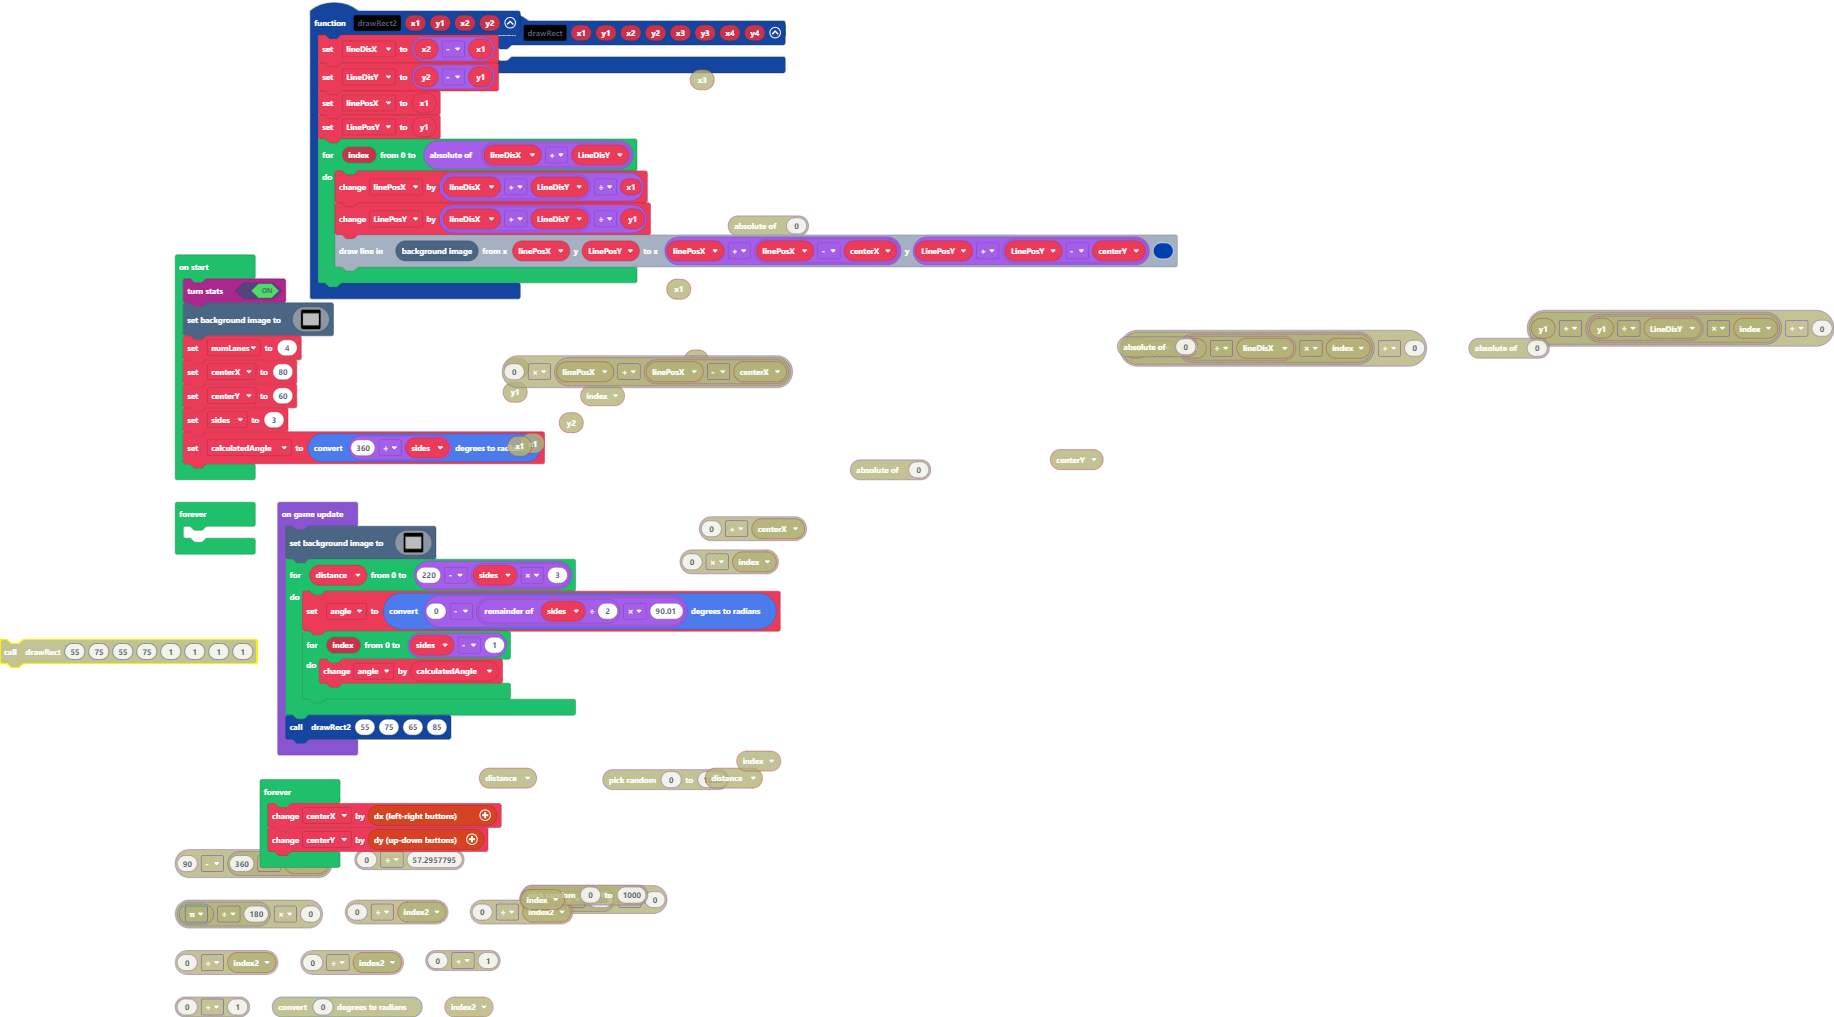 function drawRect2 x1 y1 x2 y2
drawRect x1 y1 x2 y2 x3 y3 x4 y4
set lineDisX to x2 - x1
set LineDisY to y2 - y1
x3
set linePosX to x1
set LinePosY to y1
for index from 0 to absolute of lineDisX + LineDisY
do
change linePosX by lineDisX ÷ LineDisY ÷ x1
change LinePosY by lineDisX ÷ LineDisY ÷ y1
absolute of 0
draw line in background image from x linePosX y LinePosY to x linePosX + linePosX - centerX y LinePosY + LinePosY - centerY
x1
on start
turn stats ON
set background image to
set numLanes to 4
set centerX to 80
set centerY to 60
set sides to 3
set calculatedAngle to convert 360 ÷ sides degrees to rad
x1
0 × linePosX + linePosX - centerX
y1
index
y2
absolute of 0 + lineDisX × index + 0
absolute of 0
y1 + y1 + LineDisY × index + 0
absolute of 0
centerY
forever
on game update
set background image to
0 + centerX
0 × index
for distance from 0 to 220 - sides × 3
do
set angle to convert 0 - remainder of sides ÷ 2 × 90.01 degrees to radians
for index from 0 to sides - 1
do
change angle by calculatedAngle
call drawRect 55 75 55 75 1 1 1 1
call drawRect2 55 75 65 85
index
distance
pick random 0 to
distance
forever
change centerX by dx (left-right buttons)
change centerY by dy (up-down buttons)
90 - 360
0 ÷ 57.2957795
index
0 to 1000
0
π ÷ 180 × 0
0 + index2
0 + index2
0 + index2
0 + index2
0 + 1
0 + 1
convert 0 degrees to radians
index2